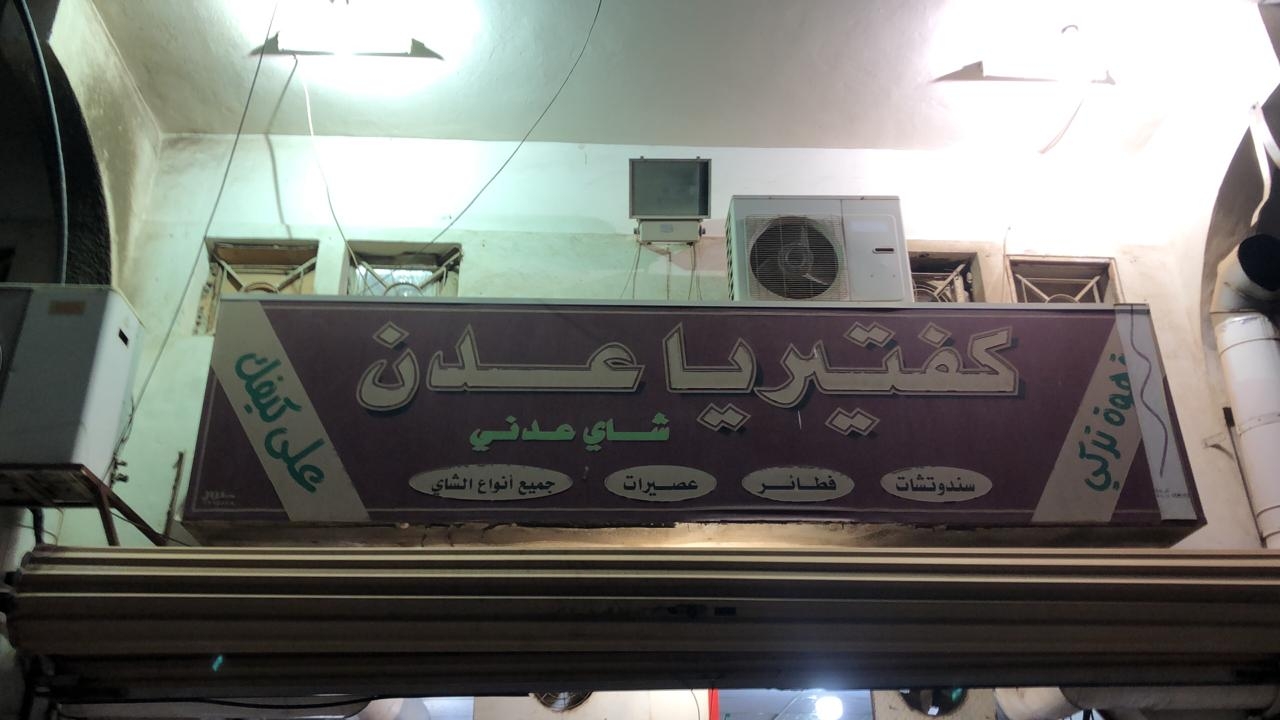 كفتيريا عدن
شاي عدني
سندوتشات
فطائر
عصيرات
جميع أنواع الشاي
قهوة تركي
على كيفك